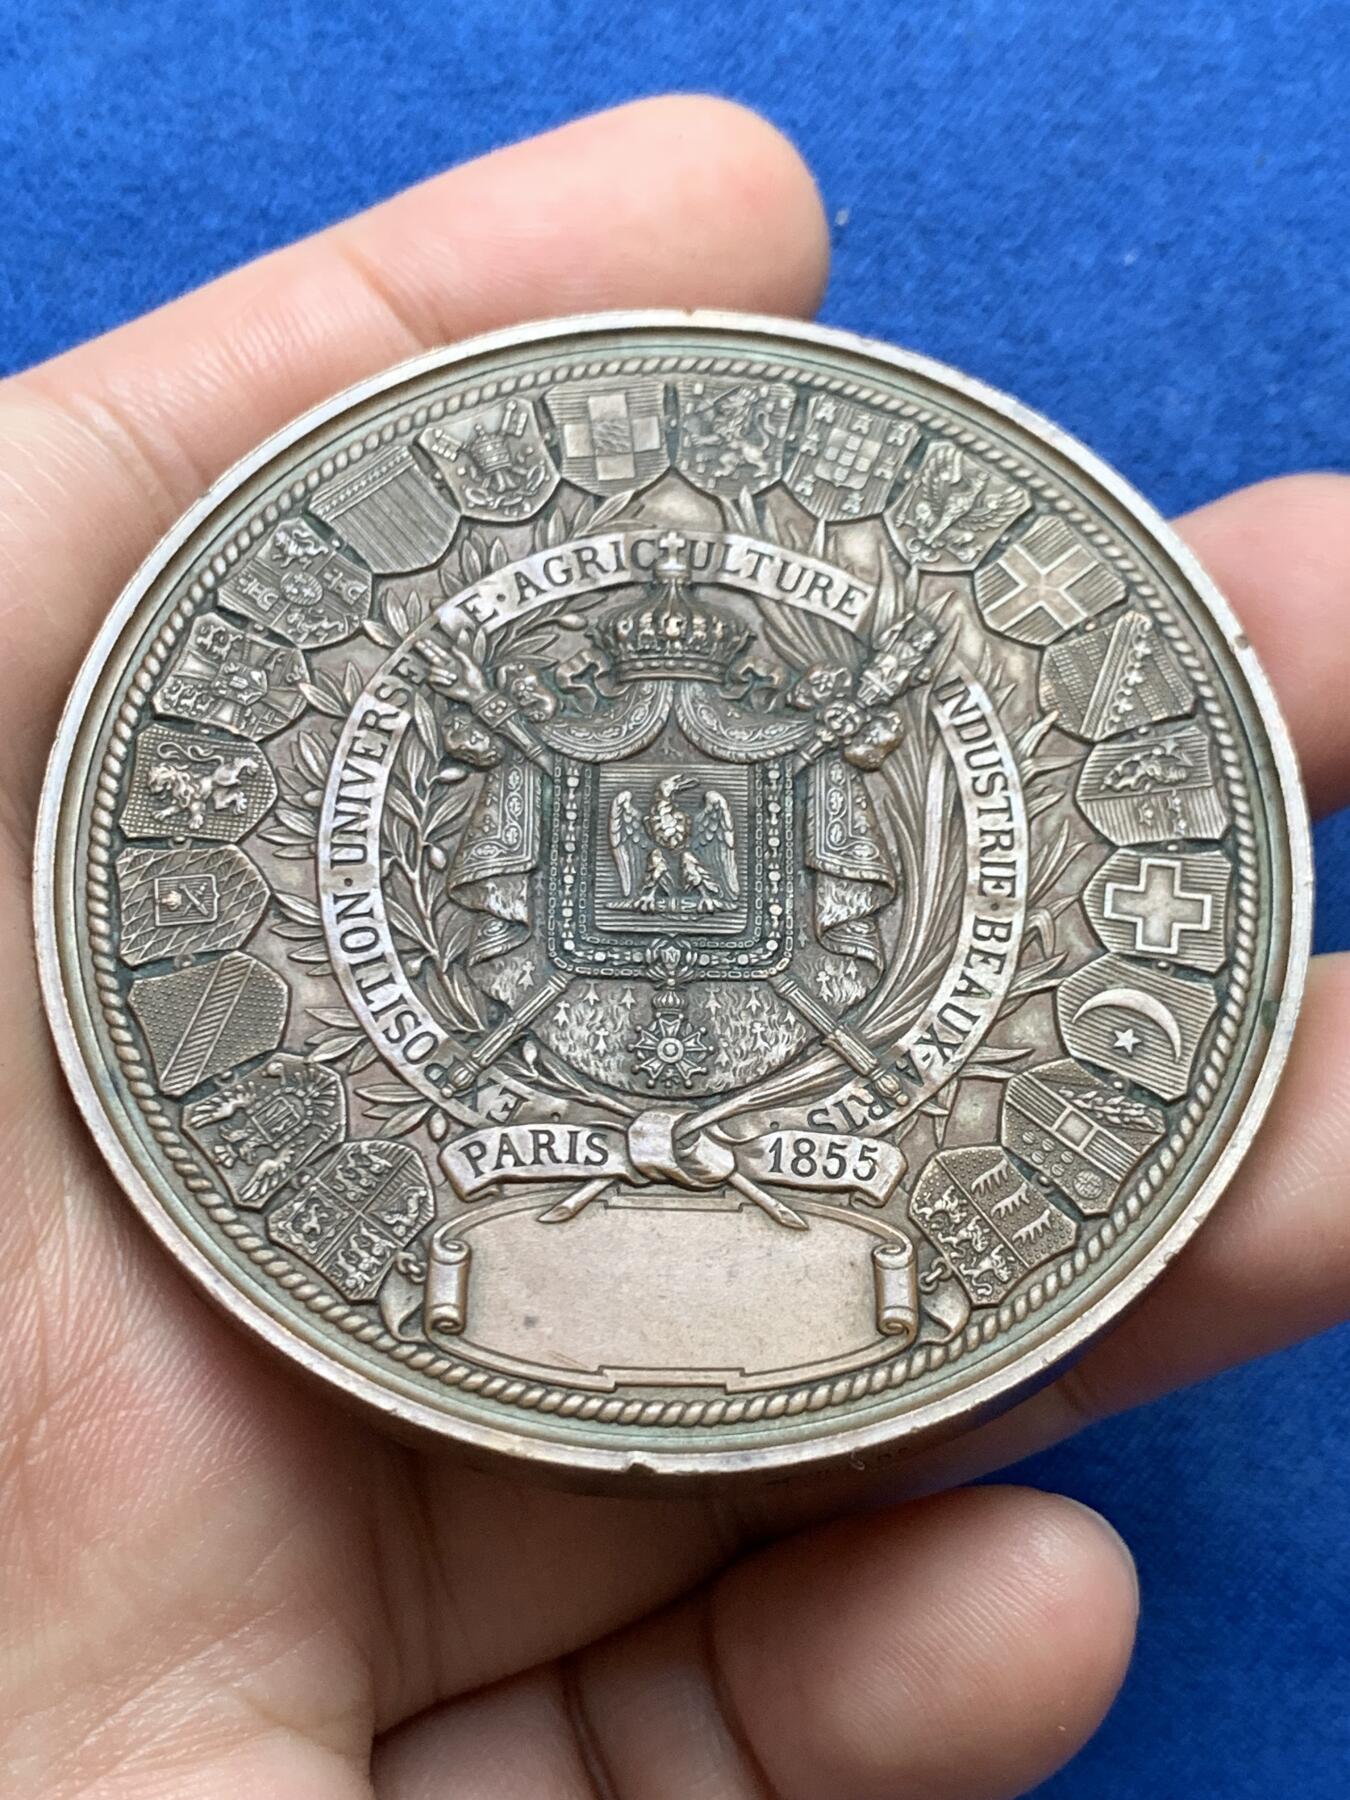 EXPOSITION · UNIVERSELLE · AGRICULTURE
INDUSTRIE · BEAUX-ARTS ·
PARIS 1855
N